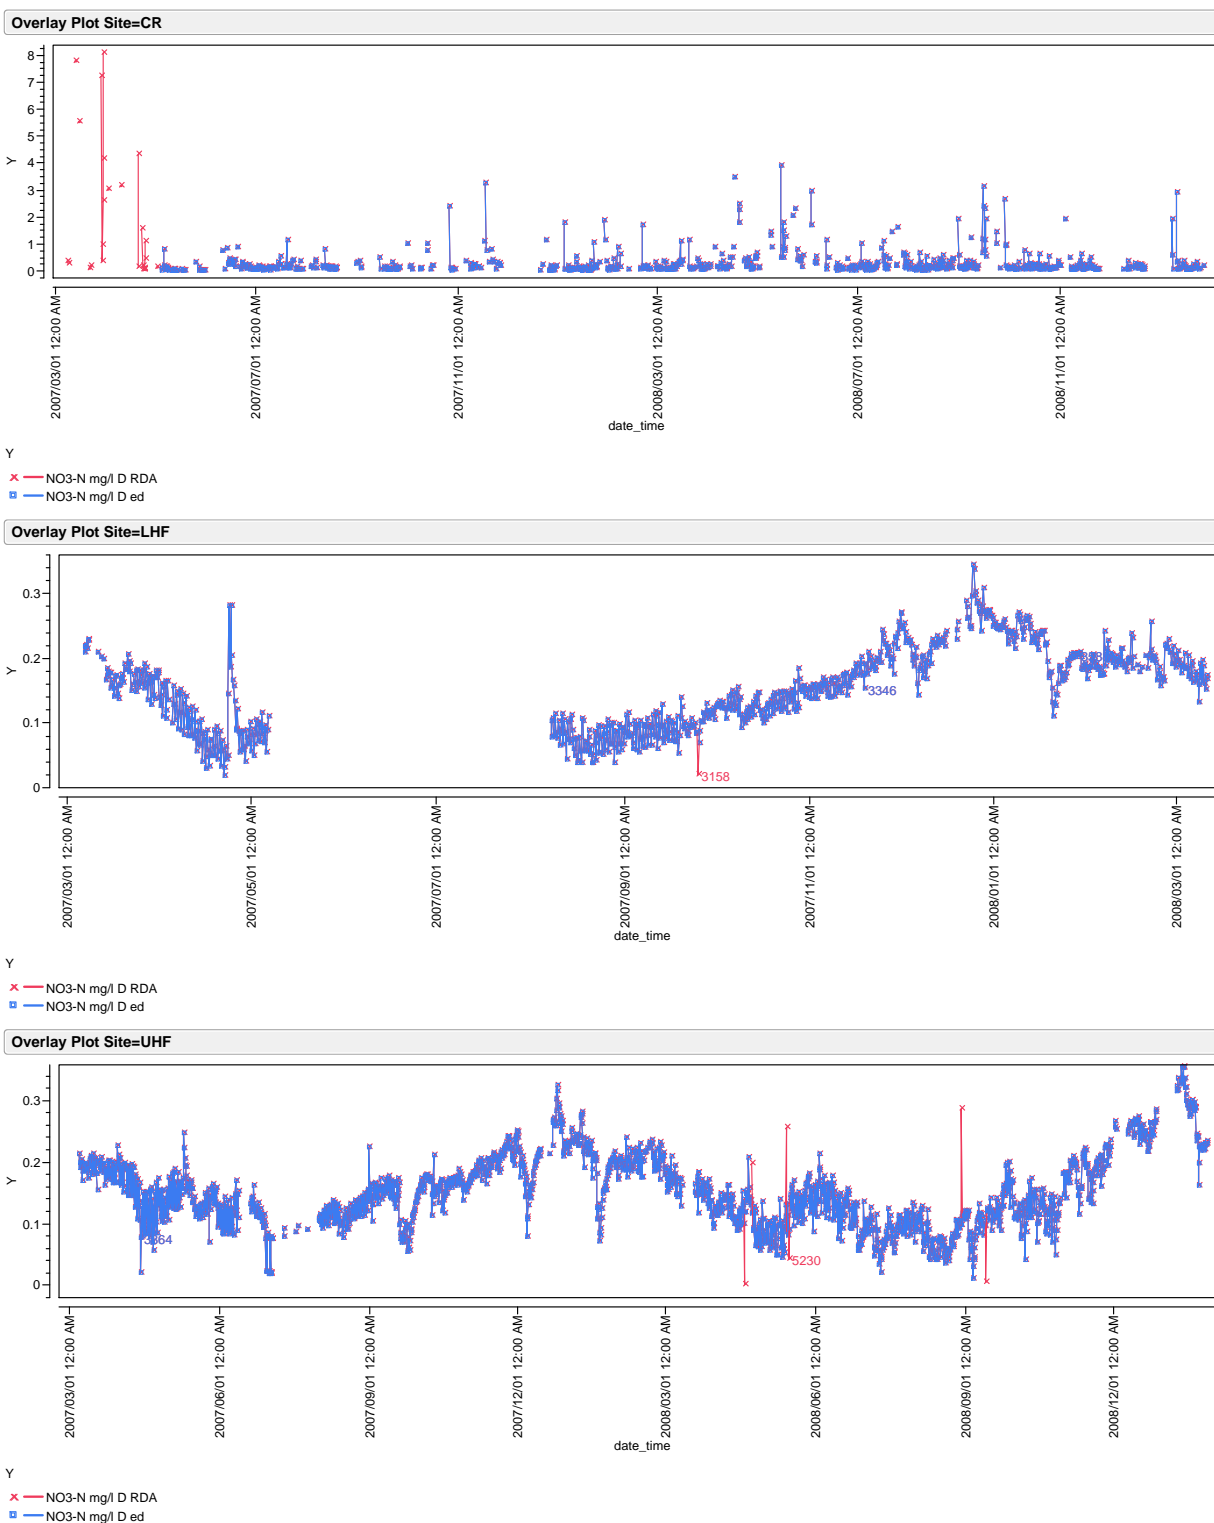 Overlay Plot Site=CR
8
7
6
5
4
3
2
1
0
Y
2007/03/01 12:00 AM
2007/07/01 12:00 AM
2007/11/01 12:00 AM
2008/03/01 12:00 AM
2008/07/01 12:00 AM
2008/11/01 12:00 AM
date_time
Y
NO3-N mg/l D RDA
NO3-N mg/l D ed
Overlay Plot Site=LHF
0.3
0.2
0.1
0
Y
3346
3158
2007/03/01 12:00 AM
2007/05/01 12:00 AM
2007/07/01 12:00 AM
2007/09/01 12:00 AM
2007/11/01 12:00 AM
2008/01/01 12:00 AM
2008/03/01 12:00 AM
date_time
Y
NO3-N mg/l D RDA
NO3-N mg/l D ed
Overlay Plot Site=UHF
0.3
0.2
0.1
0
Y
5230
2007/03/01 12:00 AM
2007/06/01 12:00 AM
2007/09/01 12:00 AM
2007/12/01 12:00 AM
2008/03/01 12:00 AM
2008/06/01 12:00 AM
2008/09/01 12:00 AM
2008/12/01 12:00 AM
date_time
Y
NO3-N mg/l D RDA
NO3-N mg/l D ed